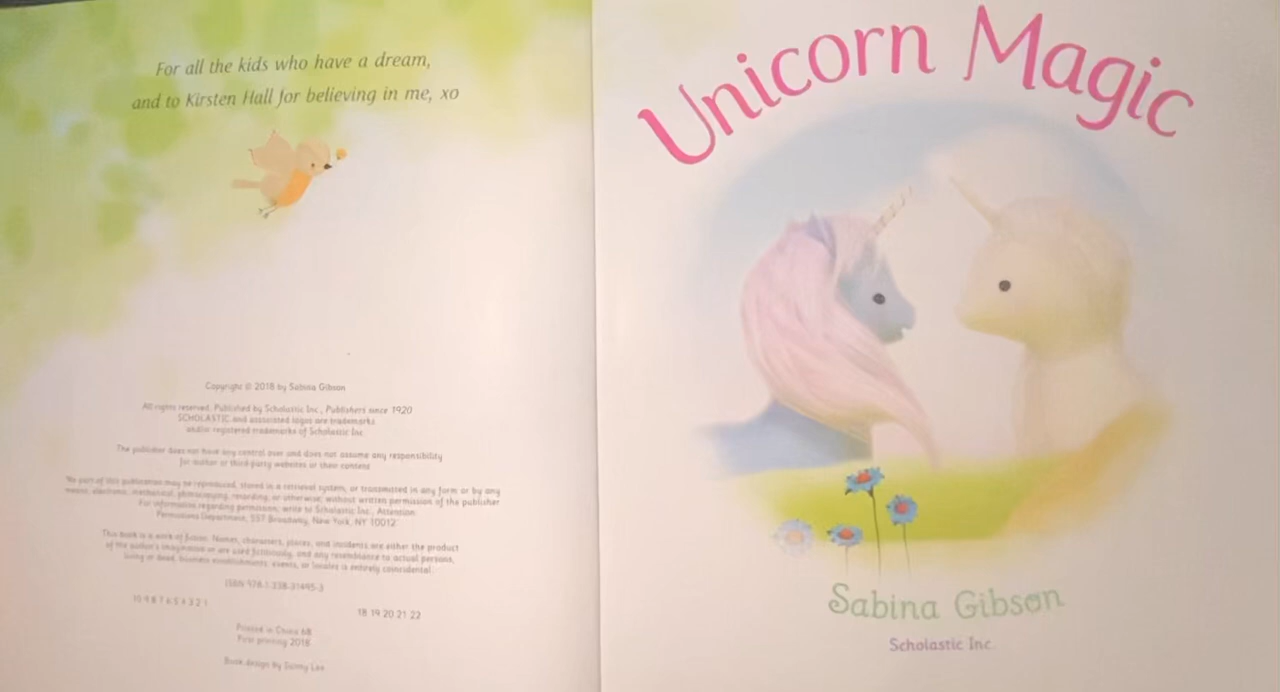 For all the kids who have a dream,
and to Kirsten Hall for believing in me, xo
Copyright © 2018 by Sabina Gibson
All rights reserved. Published by Scholastic Inc., Publishers since 1920
SCHOLASTIC and associated logos are trademarks
and/or registered trademarks of Scholastic Inc.
The publisher does not have any control over and does not assume any responsibility
for author or third-party websites or their content
No part of this publication may be reproduced, stored in a retrieval system, or transmitted in any form or by any
means, electronic, mechanical, photocopying, recording, or otherwise, without written permission of the publisher
For information regarding permission, write to Scholastic Inc., Attention:
Permissions Department, 557 Broadway, New York, NY 10012
This book is a work of fiction. Names, characters, places, and incidents are either the product
of the author's imagination or are used fictitiously, and any resemblance to actual persons,
living or dead, business establishments, events, or locales is entirely coincidental.
ISBN 978-1-338-31495-3
10 9 8 7 6 5 4 3 2 1
18 19 20 21 22
Printed in China 68
First printing 2018
Book design by Sunny Lee
Unicorn Magic
Sabina Gibson
Scholastic Inc.